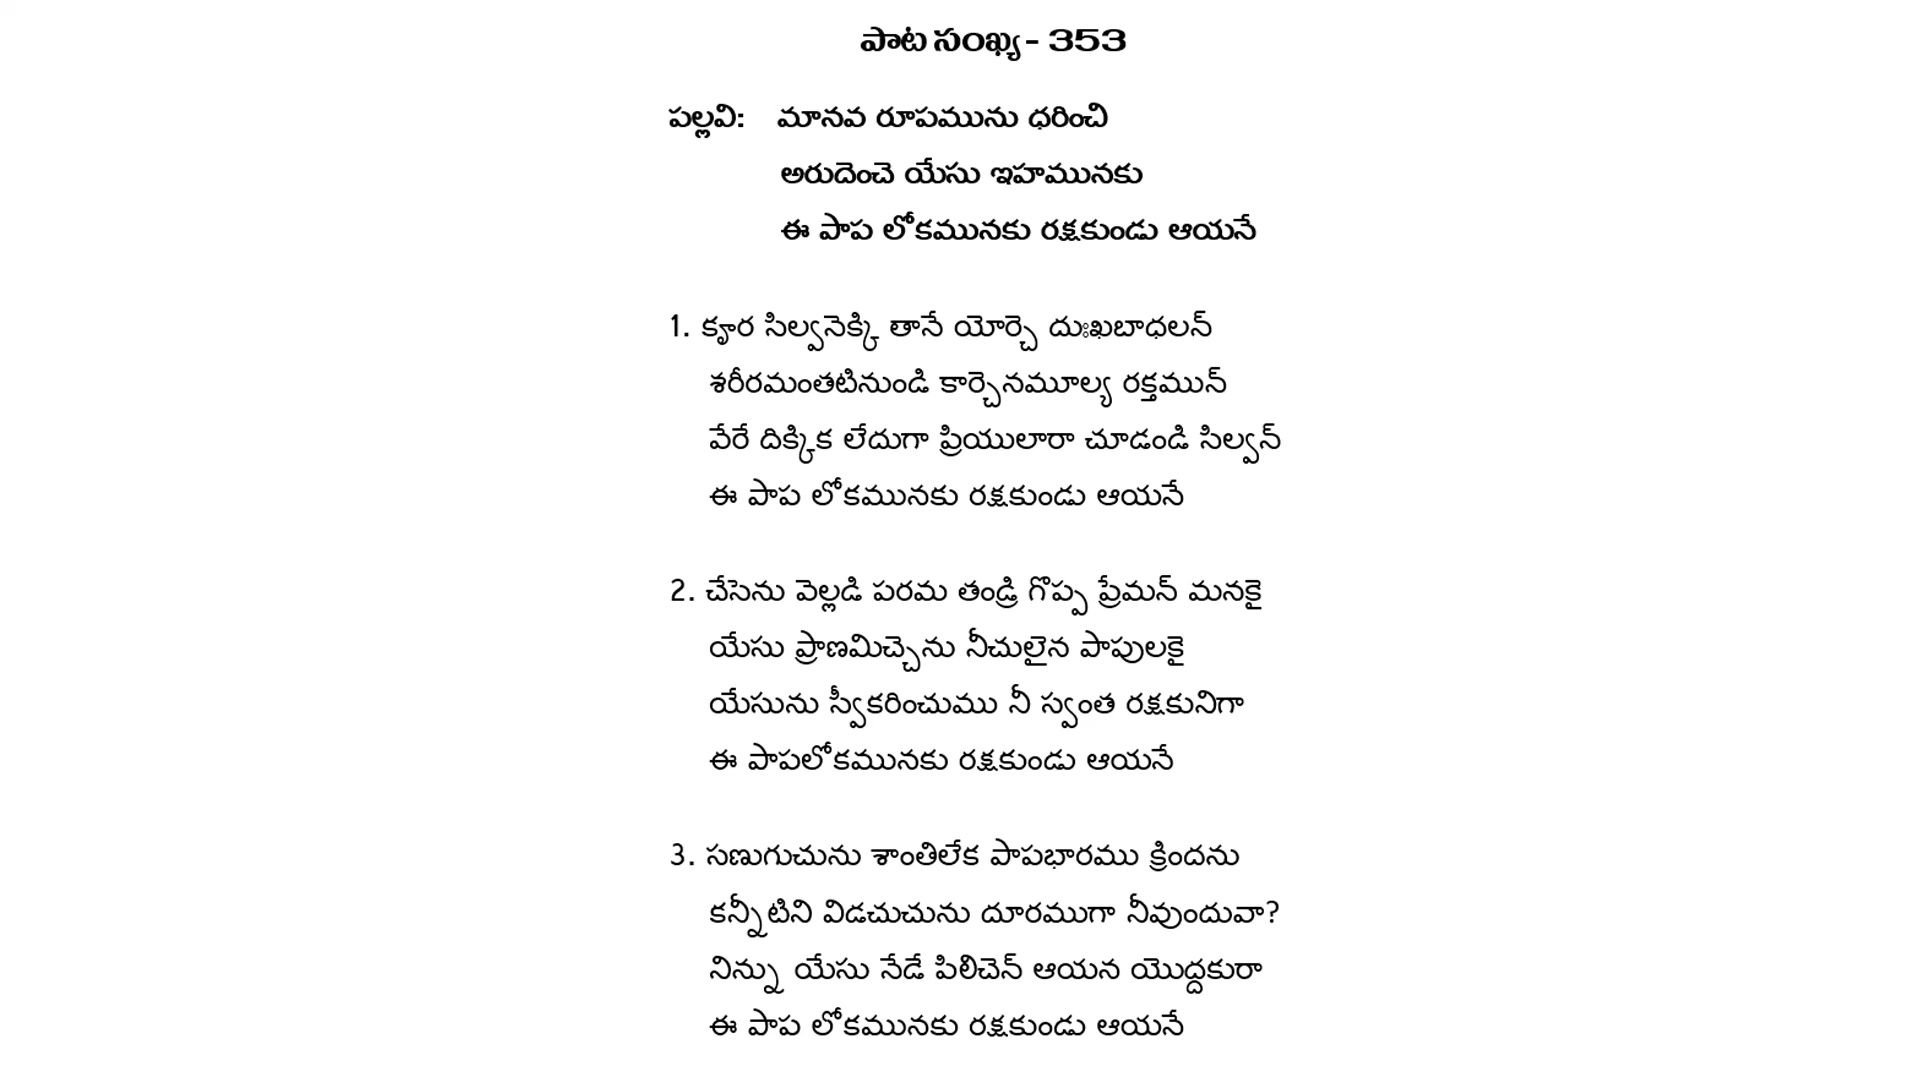 పాట సంఖ్య - 353
పల్లవి: మానవ రూపమును ధరించి
అరుదెంచె యేసు ఇహమునకు
ఈ పాప లోకమునకు రక్షకుండు ఆయనే
1. కౄర సిల్వనెక్కి తానే యోర్చె దుఃఖబాధలన్
శరీరమంతటినుండి కార్చెనమూల్య రక్తమున్
వేరే దిక్కిక లేదుగా ప్రియులారా చూడండి సిల్వన్
ఈ పాప లోకమునకు రక్షకుండు ఆయనే
2. చేసెను వెల్లడి పరమ తండ్రి గొప్ప ప్రేమన్ మనకై
యేసు ప్రాణమిచ్చెను నీచులైన పాపులకై
యేసును స్వీకరించుము నీ స్వంత రక్షకునిగా
ఈ పాపలోకమునకు రక్షకుండు ఆయనే
3. సణుగుచును శాంతిలేక పాపభారము క్రిందను
కన్నీటిని విడచుచును దూరముగా నీవుందువా?
నిన్ను యేసు నేడే పిలిచెన్ ఆయన యొద్దకురా
ఈ పాప లోకమునకు రక్షకుండు ఆయనే